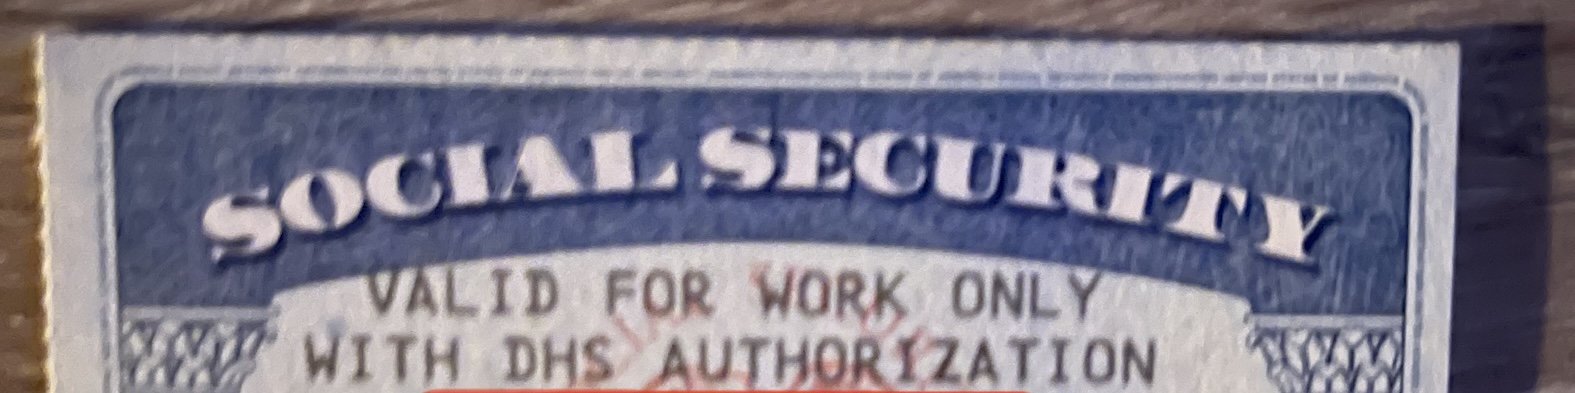 SOCIAL SECURITY
VALID FOR WORK ONLY
WITH DHS AUTHORIZATION